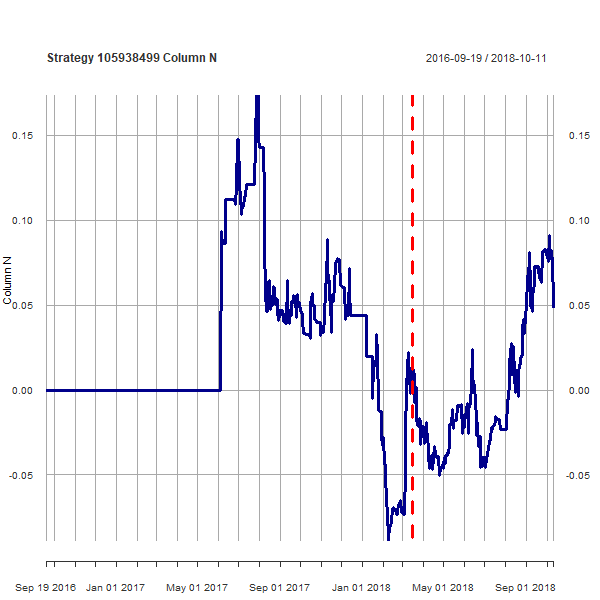 Strategy 105938499 Column N
2016-09-19 / 2018-10-11
0.15
0.15
0.10
0.10
Column N
0.05
0.05
0.00
0.00
-0.05
-0.05
Sep 19 2016
Jan 01 2017
May 01 2017
Sep 01 2017
Jan 01 2018
May 01 2018
Sep 01 2018